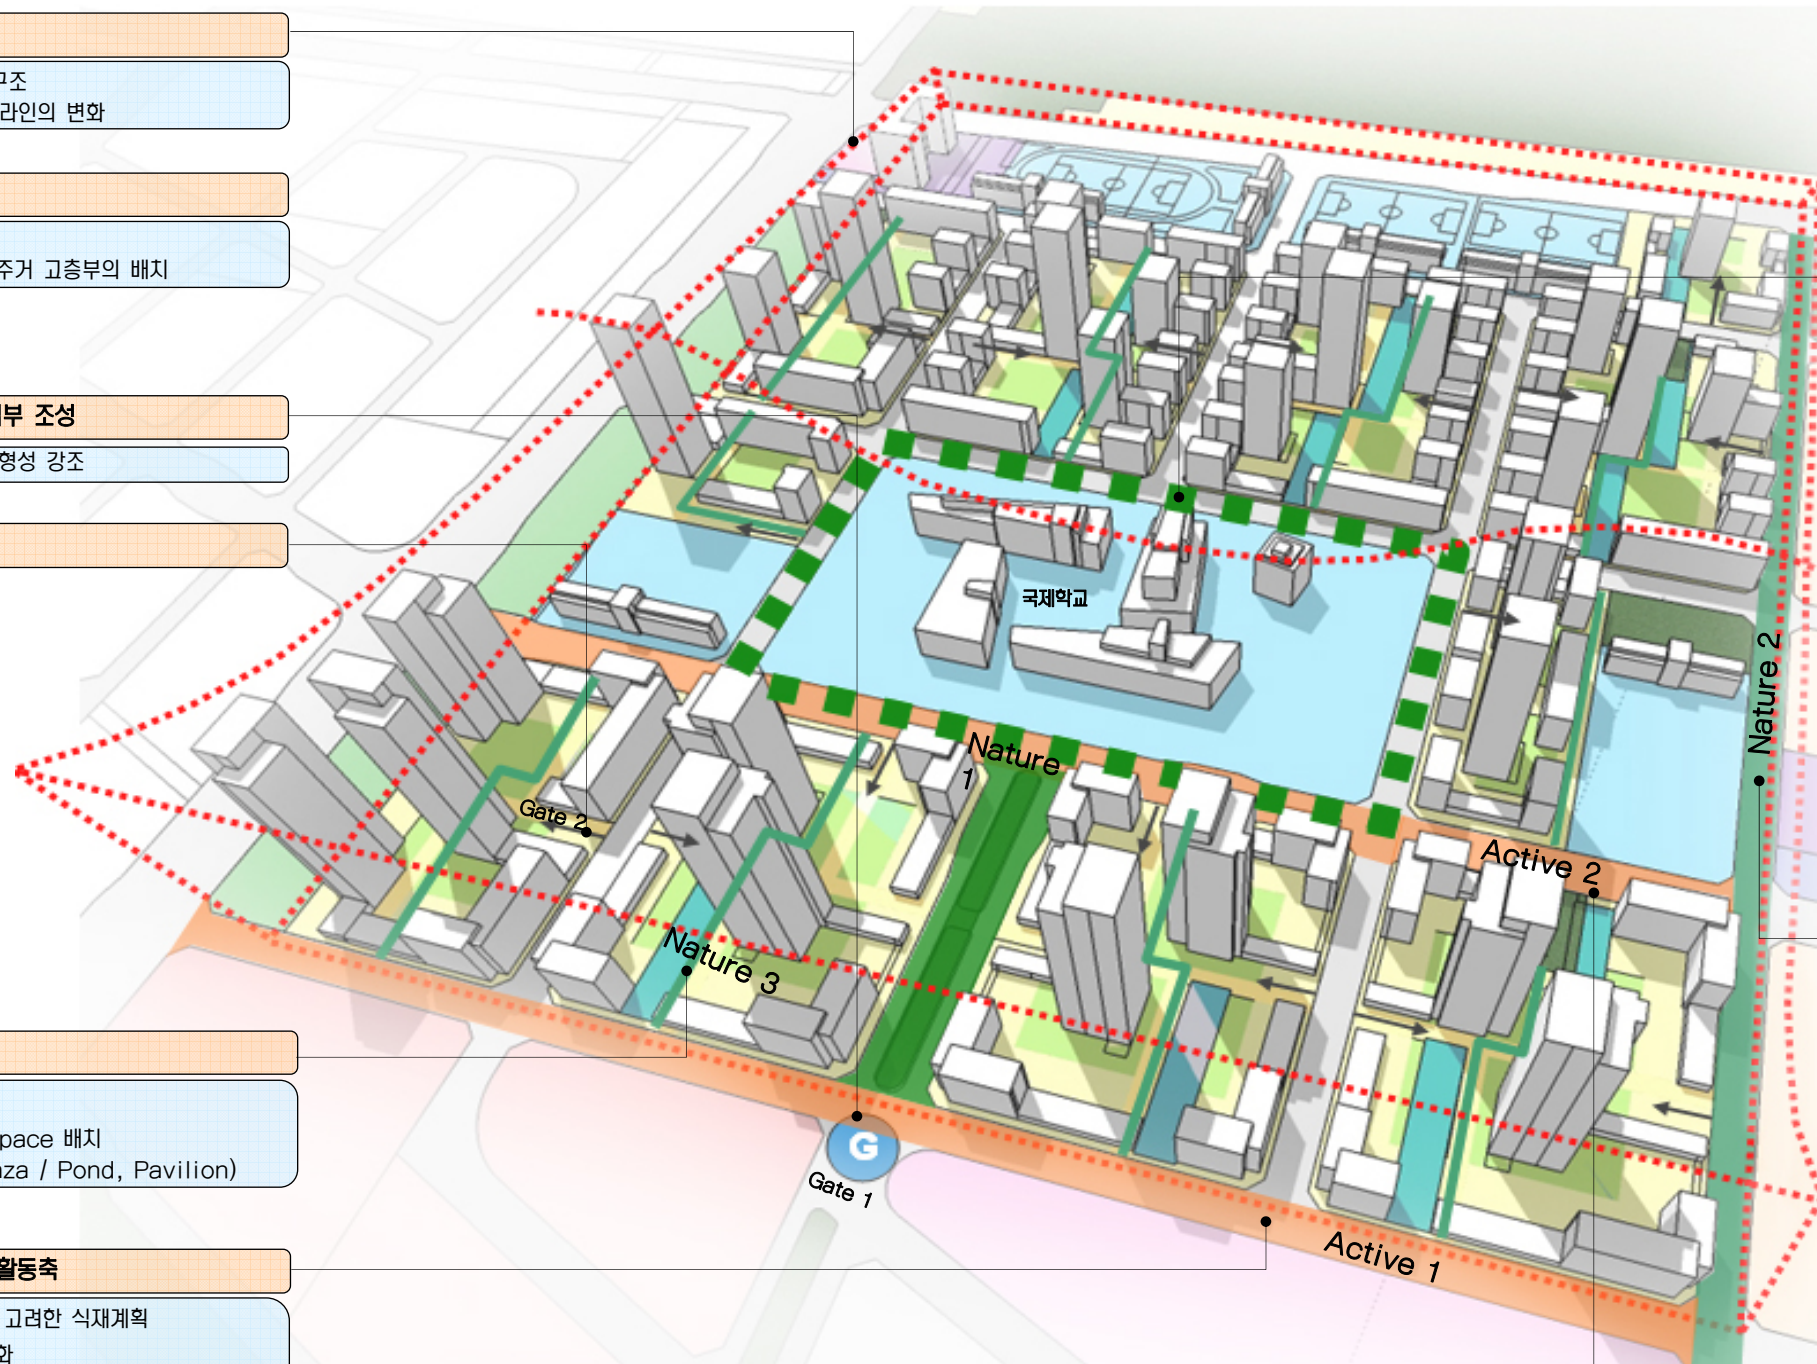 구조
라인의 변화
주거 고층부의 배치
부 조성
형성 강조
pace 배치
za / Pond, Pavilion)
활동축
고려한 식재계획
화
국제학교
Nature 1
Nature 2
Nature 3
Gate 2
Active 2
G
Gate 1
Active 1